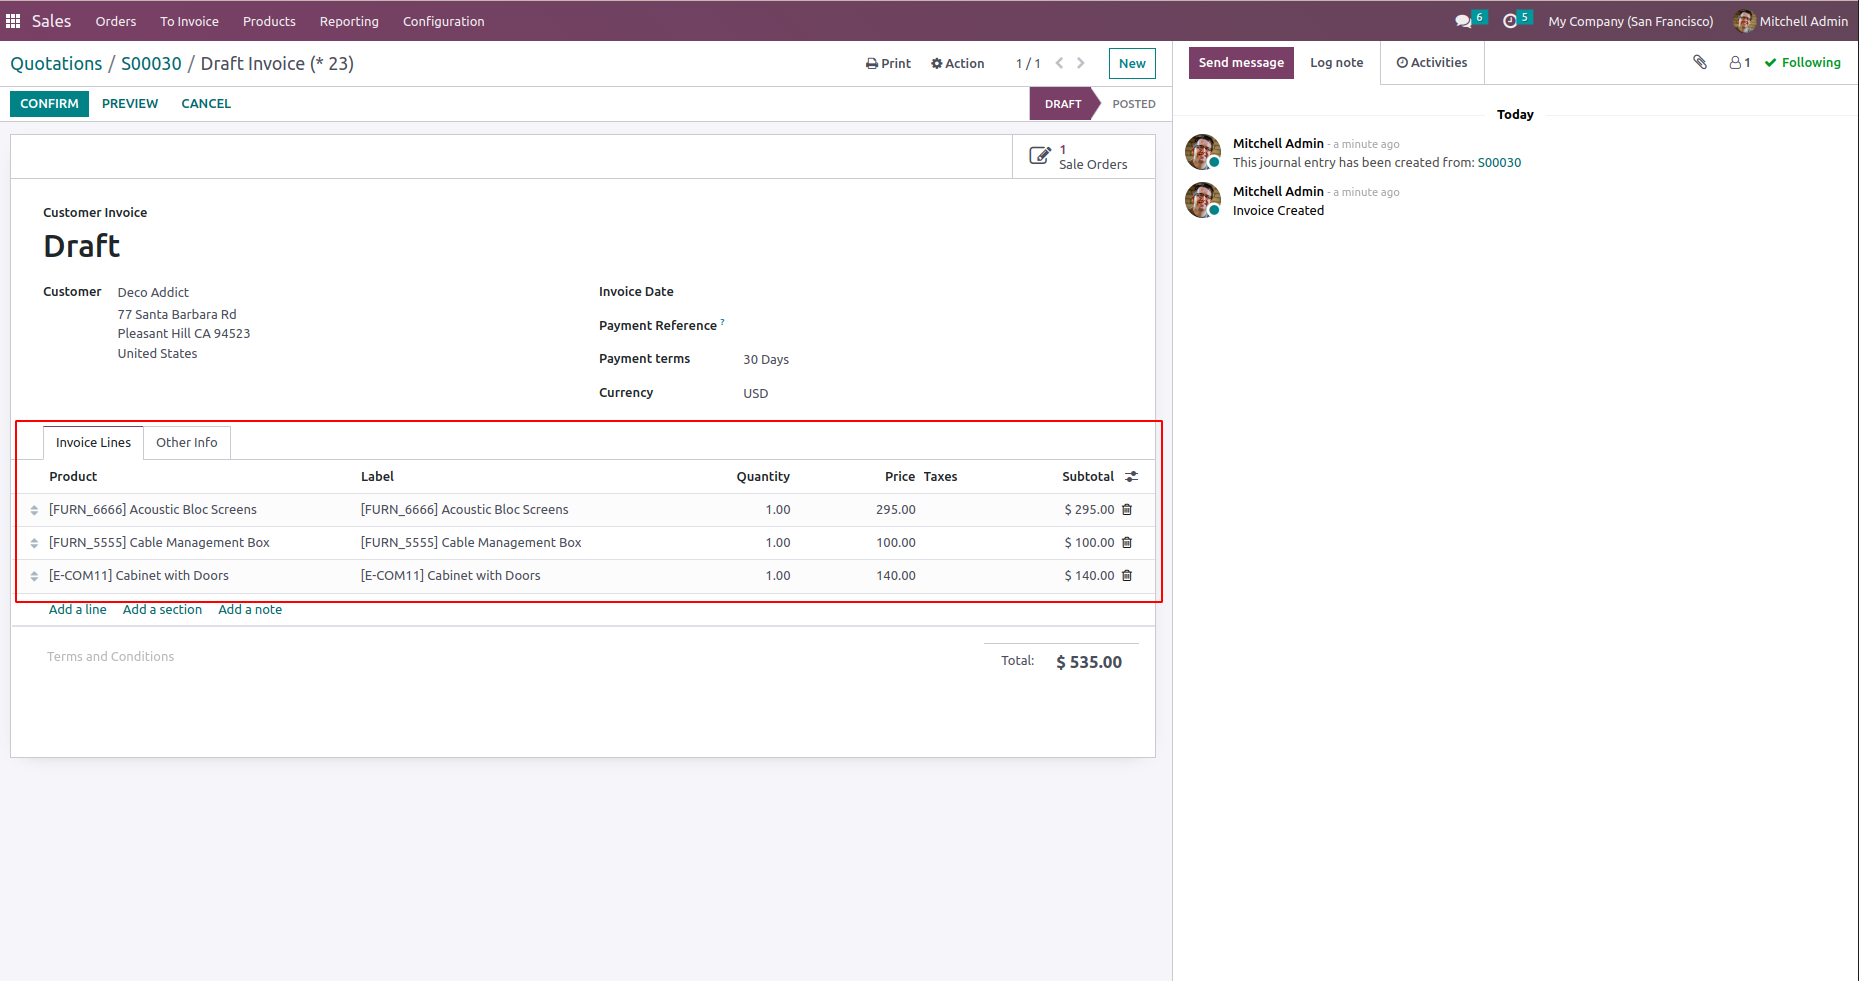 Sales Orders To Invoice Products Reporting Configuration 6 5 My Company (San Francisco) Mitchell Admin
Quotations / S00030 / Draft Invoice (* 23) Print Action 1 / 1 New
CONFIRM PREVIEW CANCEL DRAFT POSTED
1
Sale Orders
Customer Invoice
Draft
Customer Deco Addict
77 Santa Barbara Rd
Pleasant Hill CA 94523
United States
Invoice Date
Payment Reference ?
Payment terms 30 Days
Currency USD
Invoice Lines Other Info
Product Label Quantity Price Taxes Subtotal
[FURN_6666] Acoustic Bloc Screens [FURN_6666] Acoustic Bloc Screens 1.00 295.00 $ 295.00
[FURN_5555] Cable Management Box [FURN_5555] Cable Management Box 1.00 100.00 $ 100.00
[E-COM11] Cabinet with Doors [E-COM11] Cabinet with Doors 1.00 140.00 $ 140.00
Add a line Add a section Add a note
Terms and Conditions
Total: $ 535.00
Send message Log note Activities 1 Following
Today
Mitchell Admin - a minute ago
This journal entry has been created from: S00030
Mitchell Admin - a minute ago
Invoice Created